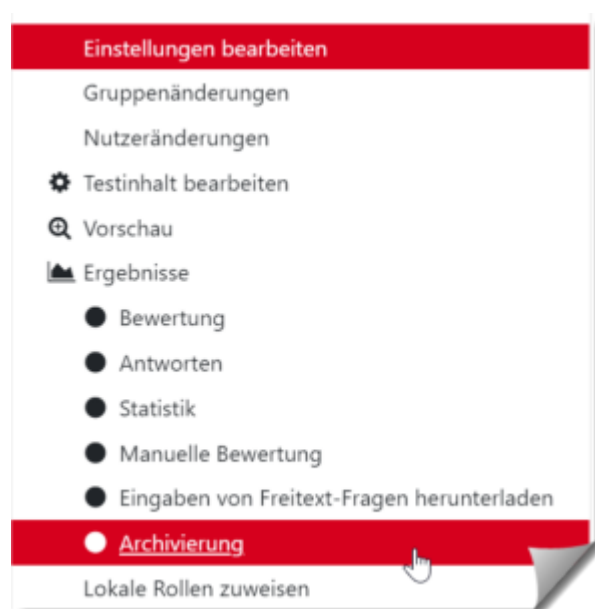 Einstellungen bearbeiten
Gruppenänderungen
Nutzeränderungen
Testinhalt bearbeiten
Vorschau
Ergebnisse
Bewertung
Antworten
Statistik
Manuelle Bewertung
Eingaben von Freitext-Fragen herunterladen
Archivierung
Lokale Rollen zuweisen